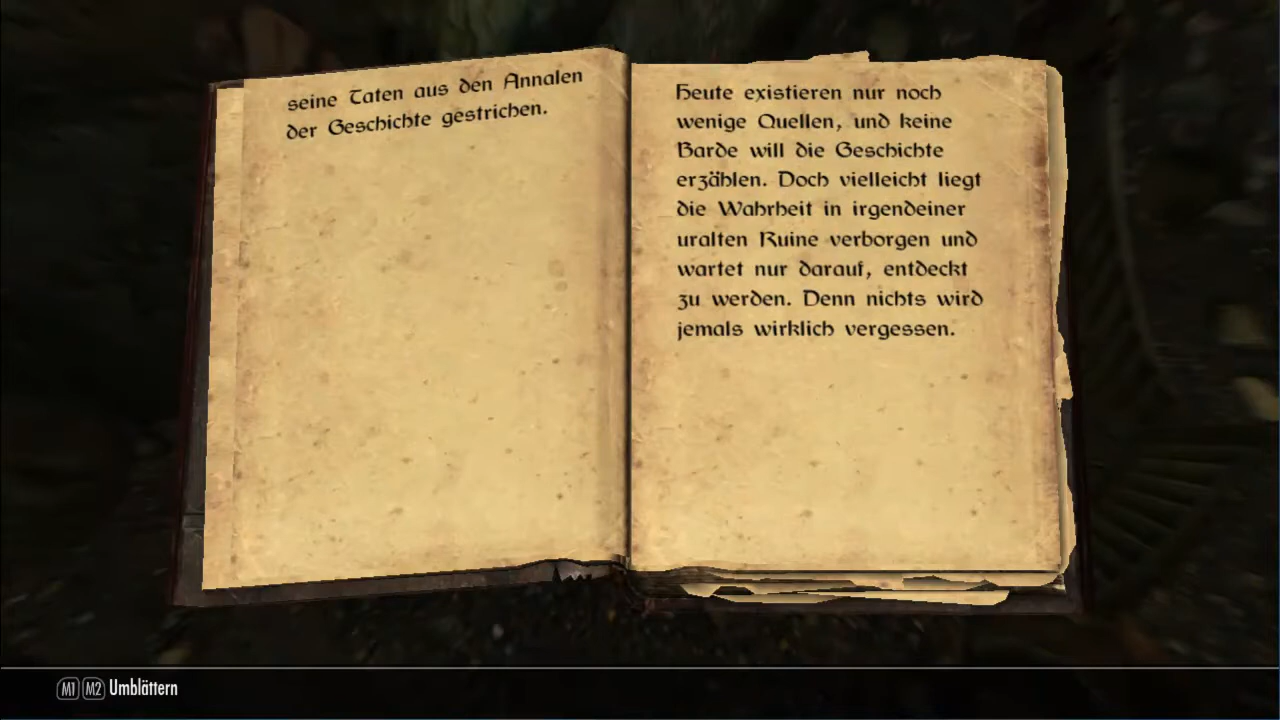 seine Taten aus den Annalen
der Geschichte gestrichen.
Heute existieren nur noch
wenige Quellen, und keine
Barde will die Geschichte
erzählen. Doch vielleicht liegt
die Wahrheit in irgendeiner
uralten Ruine verborgen und
wartet nur darauf, entdeckt
zu werden. Denn nichts wird
jemals wirklich vergessen.
M1 M2 Umblättern